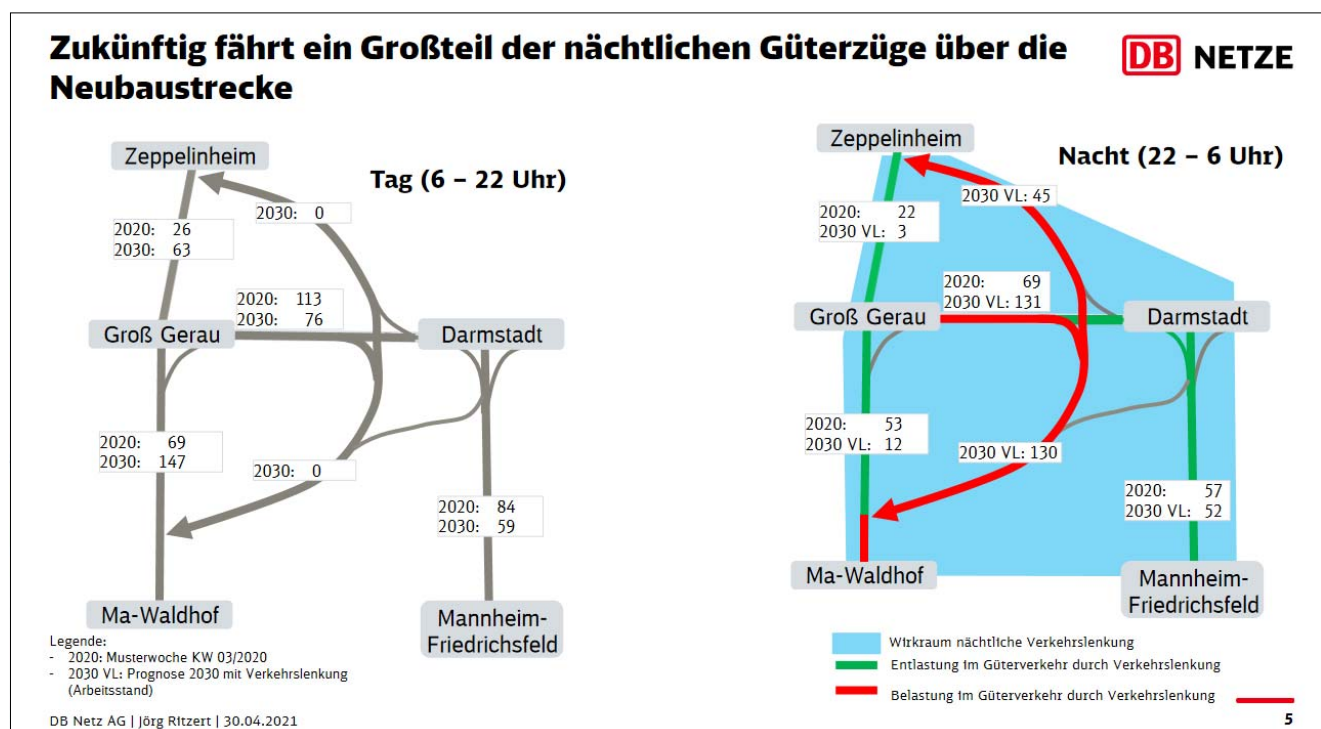 Zukünftig fährt ein Großteil der nächtlichen Güterzüge über die
Neubaustrecke
DB NETZE
Tag (6 – 22 Uhr)
Zeppelinheim
2030: 0
2020: 26
2030: 63
2020: 113
2030: 76
Groß Gerau
Darmstadt
2020: 69
2030: 147
2030: 0
2020: 84
2030: 59
Ma-Waldhof
Mannheim-
Friedrichsfeld
Legende:
- 2020: Musterwoche KW 03/2020
- 2030 VL: Prognose 2030 mit Verkehrslenkung
(Arbeitsstand)
Nacht (22 – 6 Uhr)
Zeppelinheim
2030 VL: 45
2020: 22
2030 VL: 3
2020: 69
2030 VL: 131
Groß Gerau
Darmstadt
2020: 53
2030 VL: 12
2030 VL: 130
2020: 57
2030 VL: 52
Ma-Waldhof
Mannheim-
Friedrichsfeld
Wirkraum nächtliche Verkehrslenkung
Entlastung im Güterverkehr durch Verkehrslenkung
Belastung im Güterverkehr durch Verkehrslenkung
DB Netz AG | Jörg Ritzert | 30.04.2021
5